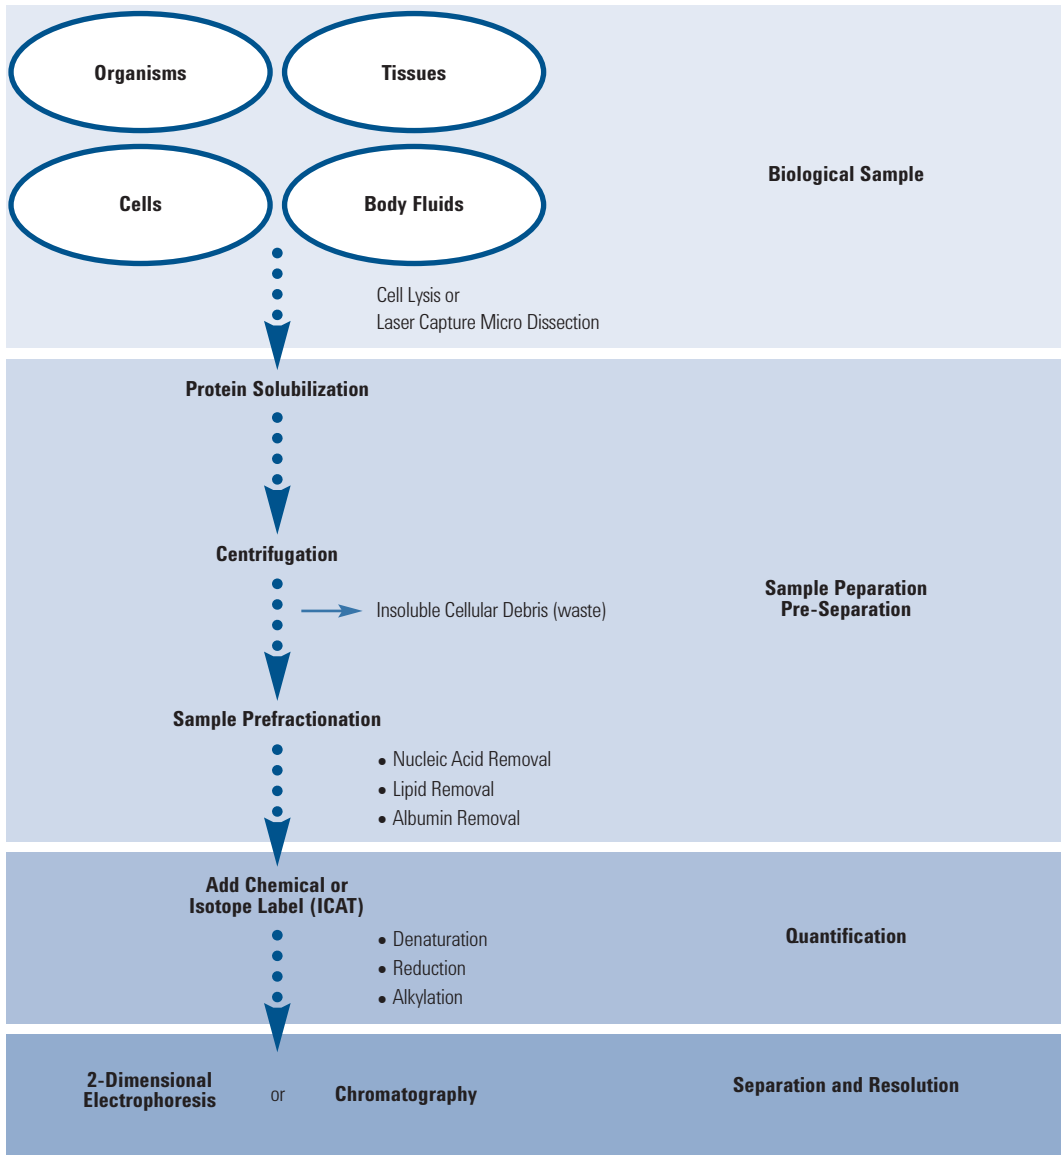 Organisms
Tissues
Cells
Body Fluids
Biological Sample
Cell Lysis or
Laser Capture Micro Dissection
Protein Solubilization
Centrifugation
Insoluble Cellular Debris (waste)
Sample Peparation
Pre-Separation
Sample Prefractionation
• Nucleic Acid Removal
• Lipid Removal
• Albumin Removal
Add Chemical or
Isotope Label (ICAT)
• Denaturation
• Reduction
• Alkylation
Quantification
2-Dimensional
Electrophoresis
or
Chromatography
Separation and Resolution